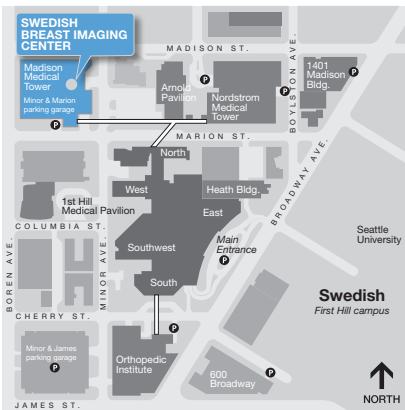 SWEDISH
BREAST IMAGING
CENTER
MADISON ST.
Madison
Medical
Tower
Minor & Marion
parking garage
P
Arnold
Pavilion
P
Nordstrom
Medical
Tower
P
BOYLSTON AVE.
1401
Madison
Bldg.
P
MARION ST.
North
West
Heath Bldg.
1st Hill
Medical Pavilion
East
BROADWAY AVE.
COLUMBIA ST.
Main
Entrance
P
Seattle
University
Southwest
BOREN AVE.
MINOR AVE.
South
Swedish
First Hill campus
CHERRY ST.
P
Minor & James
parking garage
P
Orthopedic
Institute
600
Broadway
P
NORTH
JAMES ST.